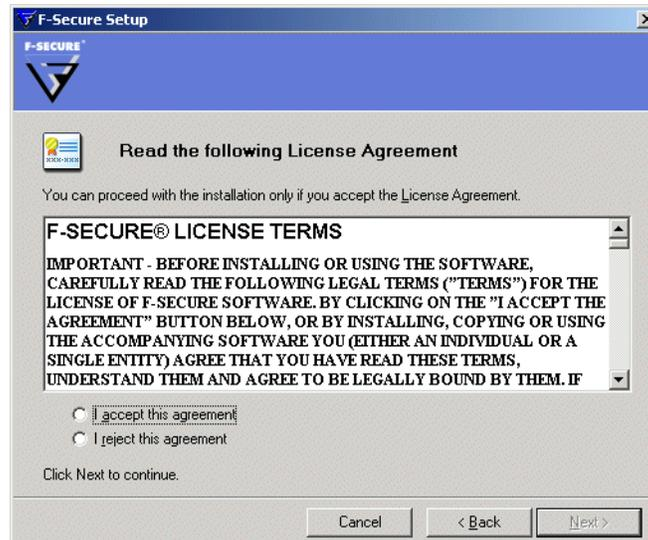 F-Secure Setup
F-SECURE®
XXX-XXX
Read the following License Agreement
You can proceed with the installation only if you accept the License Agreement.
F-SECURE® LICENSE TERMS
IMPORTANT - BEFORE INSTALLING OR USING THE SOFTWARE,
CAREFULLY READ THE FOLLOWING LEGAL TERMS ("TERMS") FOR THE
LICENSE OF F-SECURE SOFTWARE. BY CLICKING ON THE "I ACCEPT THE
AGREEMENT" BUTTON BELOW, OR BY INSTALLING, COPYING OR USING
THE ACCOMPANYING SOFTWARE YOU (EITHER AN INDIVIDUAL OR A
SINGLE ENTITY) AGREE THAT YOU HAVE READ THESE TERMS,
UNDERSTAND THEM AND AGREE TO BE LEGALLY BOUND BY THEM. IF
I accept this agreement
I reject this agreement
Click Next to continue.
Cancel
< Back
Next >